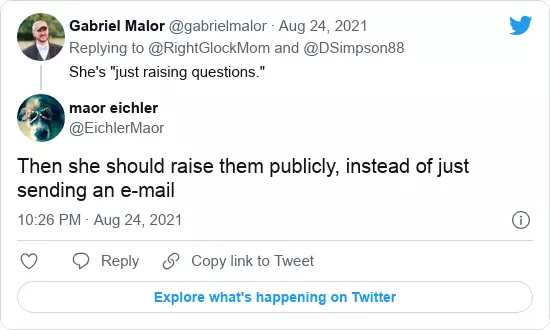 Gabriel Malor @gabrielmalor · Aug 24, 2021
Replying to @RightGlockMom and @DSimpson88
She's "just raising questions."
maor eichler
@EichlerMaor
Then she should raise them publicly, instead of just
sending an e-mail
10:26 PM · Aug 24, 2021
Reply
Copy link to Tweet
Explore what's happening on Twitter